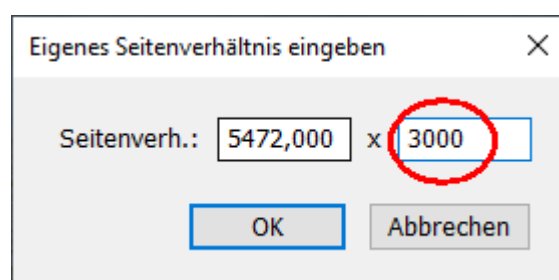 Eigenes Seitenverhältnis eingeben
Seitenverh.: 5472,000 x 3000
OK Abbrechen